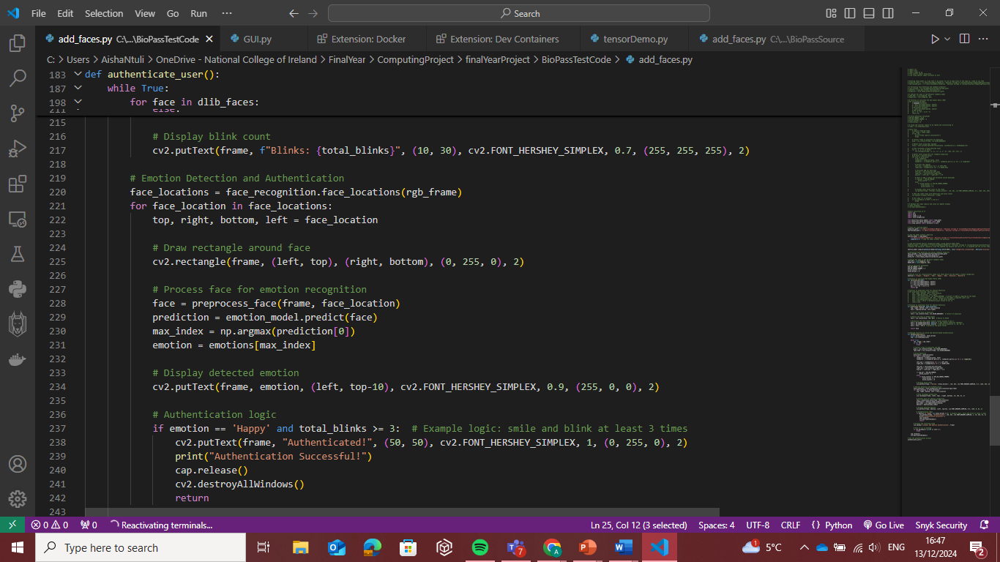 File Edit Selection View Go Run ··· Search
add_faces.py C:\...\BioPassTestCode GUI.py Extension: Docker Extension: Dev Containers tensorDemo.py add_faces.py C:\...\BioPassSource
C: > Users > AishaNtuli > OneDrive - National College of Ireland > FinalYear > ComputingProject > finalYearProject > BioPassTestCode > add_faces.py
183 def authenticate_user():
187 while True:
198 for face in dlib_faces:
211 else:
215
216 # Display blink count
217 cv2.putText(frame, f"Blinks: {total_blinks}", (10, 30), cv2.FONT_HERSHEY_SIMPLEX, 0.7, (255, 255, 255), 2)
218
219 # Emotion Detection and Authentication
220 face_locations = face_recognition.face_locations(rgb_frame)
221 for face_location in face_locations:
222 top, right, bottom, left = face_location
223
224 # Draw rectangle around face
225 cv2.rectangle(frame, (left, top), (right, bottom), (0, 255, 0), 2)
226
227 # Process face for emotion recognition
228 face = preprocess_face(frame, face_location)
229 prediction = emotion_model.predict(face)
230 max_index = np.argmax(prediction[0])
231 emotion = emotions[max_index]
232
233 # Display detected emotion
234 cv2.putText(frame, emotion, (left, top-10), cv2.FONT_HERSHEY_SIMPLEX, 0.9, (255, 0, 0), 2)
235
236 # Authentication logic
237 if emotion == 'Happy' and total_blinks >= 3: # Example logic: smile and blink at least 3 times
238 cv2.putText(frame, "Authenticated!", (50, 50), cv2.FONT_HERSHEY_SIMPLEX, 1, (0, 255, 0), 2)
239 print("Authentication Successful!")
240 cap.release()
241 cv2.destroyAllWindows()
242 return
243
0 0 0 Reactivating terminals... Ln 25, Col 12 (3 selected) Spaces: 4 UTF-8 CRLF {} Python Go Live Snyk Security
Type here to search 7 A 1 5°C ENG 16:47 2
13/12/2024